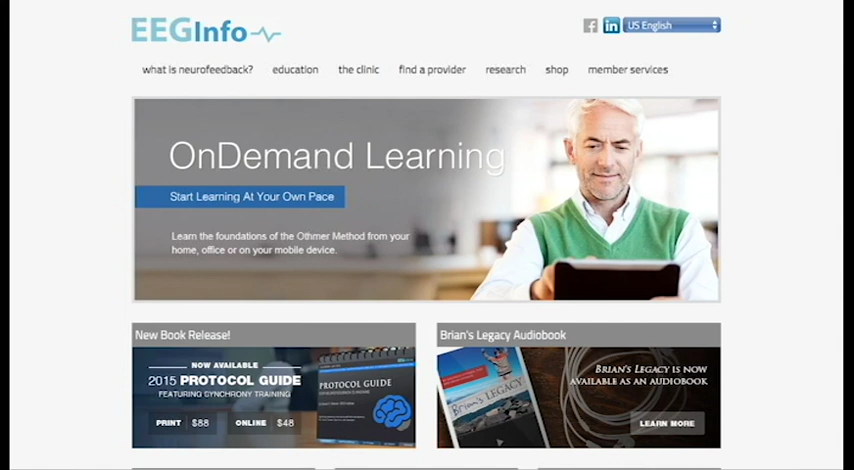 EEGInfo
US English
what is neurofeedback? education the clinic find a provider research shop member services
OnDemand Learning
Start Learning At Your Own Pace
Learn the foundations of the Othmer Method from your
home, office or on your mobile device.
New Book Release!
NOW AVAILABLE
2015 PROTOCOL GUIDE
FEATURING SYNCHRONY TRAINING
PRINT $88 ONLINE $48
PROTOCOL GUIDE
Brian's Legacy Audiobook
BRIAN'S LEGACY
BRIAN'S LEGACY IS NOW
AVAILABLE AS AN AUDIOBOOK
LEARN MORE